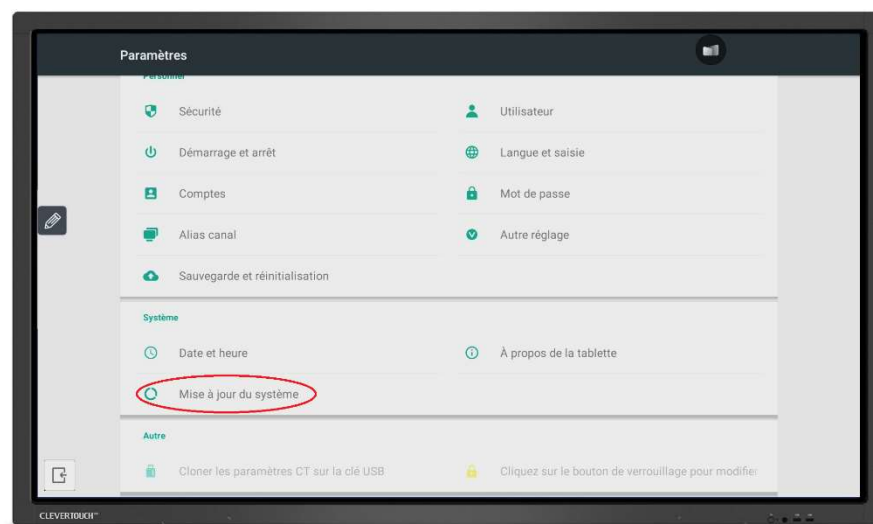 Paramètres
Personnel
Sécurité
Utilisateur
Démarrage et arrêt
Langue et saisie
Comptes
Mot de passe
Alias canal
Autre réglage
Sauvegarde et réinitialisation
Système
Date et heure
À propos de la tablette
Mise à jour du système
Autre
Cloner les paramètres CT sur la clé USB
Cliquez sur le bouton de verrouillage pour modifier
CLEVERTOUCH™